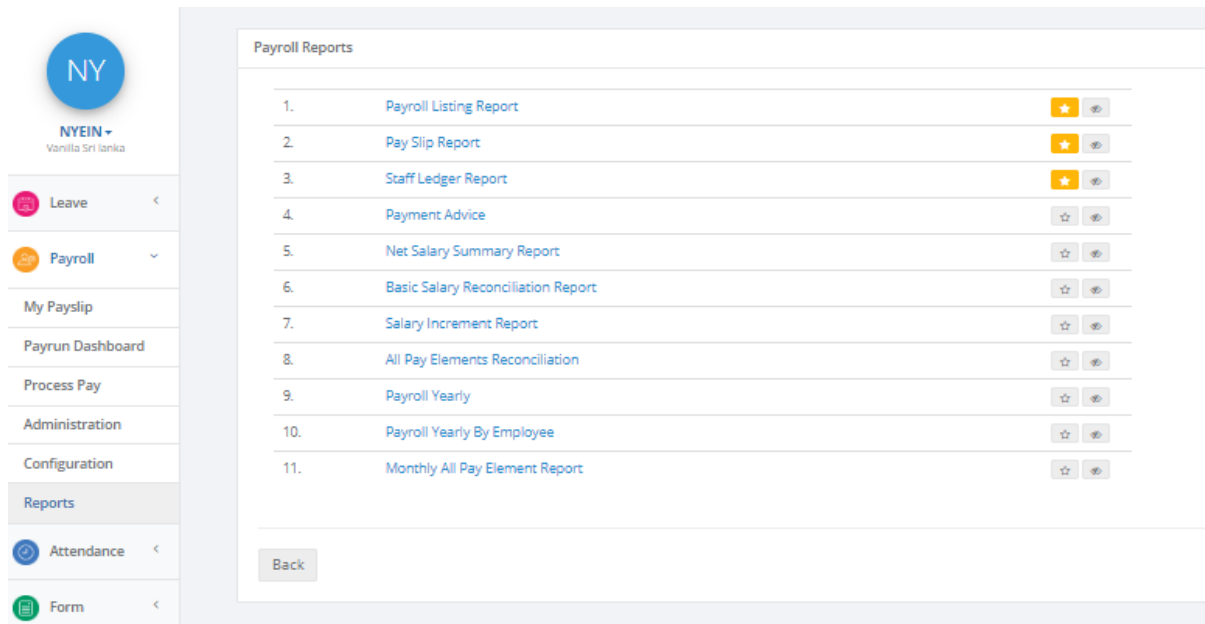 NY
NYEIN
Vanilla Sri lanka
Leave
Payroll
My Payslip
Payrun Dashboard
Process Pay
Administration
Configuration
Reports
Attendance
Form
Payroll Reports
1. Payroll Listing Report
2. Pay Slip Report
3. Staff Ledger Report
4. Payment Advice
5. Net Salary Summary Report
6. Basic Salary Reconciliation Report
7. Salary Increment Report
8. All Pay Elements Reconciliation
9. Payroll Yearly
10. Payroll Yearly By Employee
11. Monthly All Pay Element Report
Back